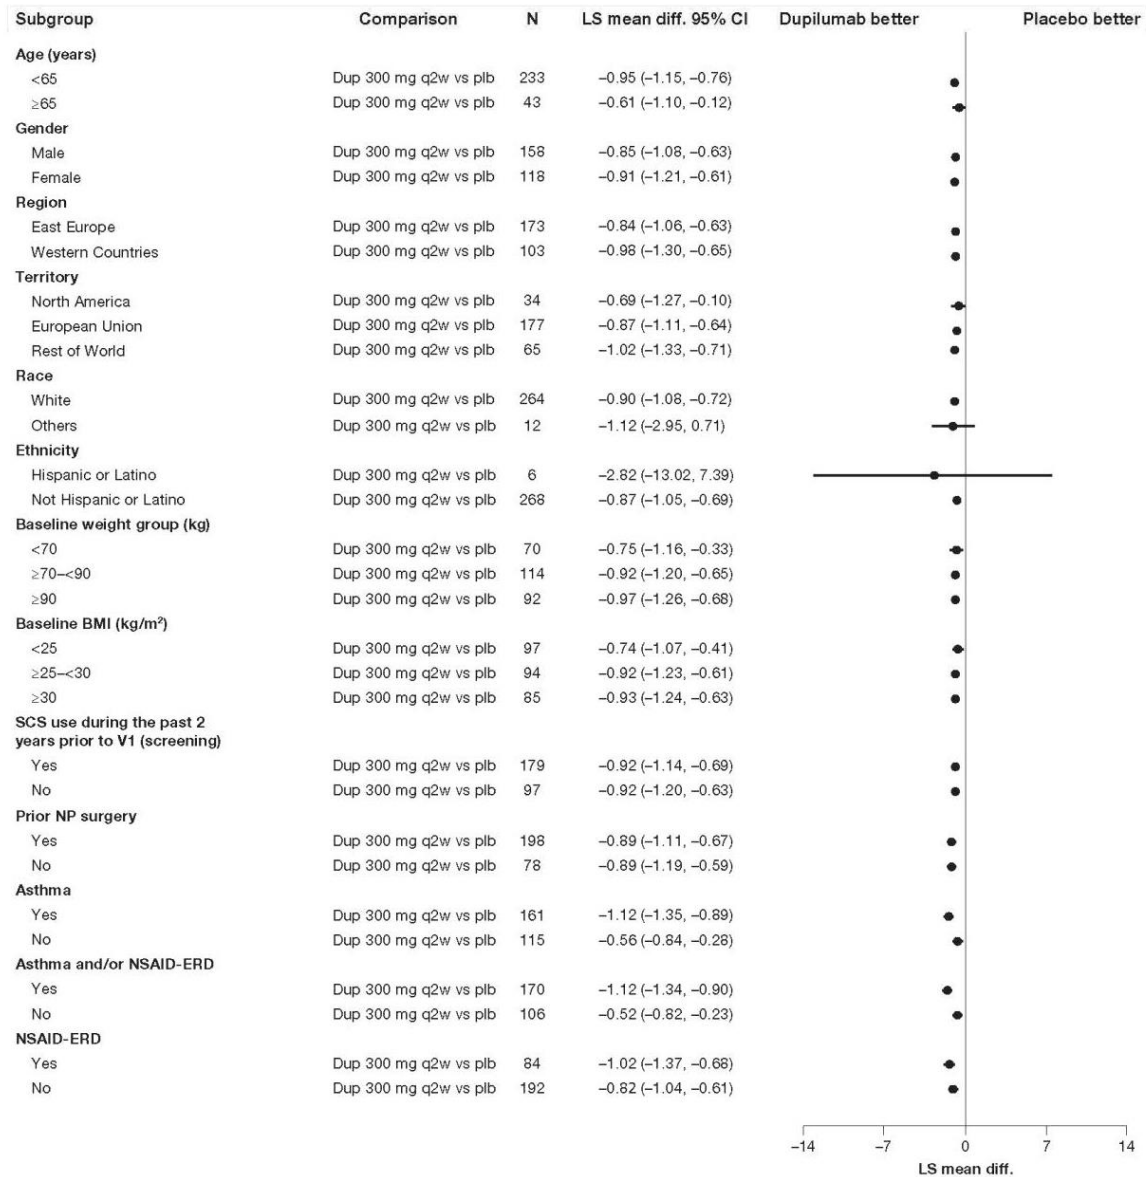 Subgroup Comparison N LS mean diff. 95% CI Dupilumab better Placebo better
Age (years)
<65 Dup 300 mg q2w vs plb 233 –0.95 (–1.15, –0.76)
≥65 Dup 300 mg q2w vs plb 43 –0.61 (–1.10, –0.12)
Gender
Male Dup 300 mg q2w vs plb 158 –0.85 (–1.08, –0.63)
Female Dup 300 mg q2w vs plb 118 –0.91 (–1.21, –0.61)
Region
East Europe Dup 300 mg q2w vs plb 173 –0.84 (–1.06, –0.63)
Western Countries Dup 300 mg q2w vs plb 103 –0.98 (–1.30, –0.65)
Territory
North America Dup 300 mg q2w vs plb 34 –0.69 (–1.27, –0.10)
European Union Dup 300 mg q2w vs plb 177 –0.87 (–1.11, –0.64)
Rest of World Dup 300 mg q2w vs plb 65 –1.02 (–1.33, –0.71)
Race
White Dup 300 mg q2w vs plb 264 –0.90 (–1.08, –0.72)
Others Dup 300 mg q2w vs plb 12 –1.12 (–2.95, 0.71)
Ethnicity
Hispanic or Latino Dup 300 mg q2w vs plb 6 –2.82 (–13.02, 7.39)
Not Hispanic or Latino Dup 300 mg q2w vs plb 268 –0.87 (–1.05, –0.69)
Baseline weight group (kg)
<70 Dup 300 mg q2w vs plb 70 –0.75 (–1.16, –0.33)
≥70–<90 Dup 300 mg q2w vs plb 114 –0.92 (–1.20, –0.65)
≥90 Dup 300 mg q2w vs plb 92 –0.97 (–1.26, –0.68)
Baseline BMI (kg/m²)
<25 Dup 300 mg q2w vs plb 97 –0.74 (–1.07, –0.41)
≥25–<30 Dup 300 mg q2w vs plb 94 –0.92 (–1.23, –0.61)
≥30 Dup 300 mg q2w vs plb 85 –0.93 (–1.24, –0.63)
SCS use during the past 2
years prior to V1 (screening)
Yes Dup 300 mg q2w vs plb 179 –0.92 (–1.14, –0.69)
No Dup 300 mg q2w vs plb 97 –0.92 (–1.20, –0.63)
Prior NP surgery
Yes Dup 300 mg q2w vs plb 198 –0.89 (–1.11, –0.67)
No Dup 300 mg q2w vs plb 78 –0.89 (–1.19, –0.59)
Asthma
Yes Dup 300 mg q2w vs plb 161 –1.12 (–1.35, –0.89)
No Dup 300 mg q2w vs plb 115 –0.56 (–0.84, –0.28)
Asthma and/or NSAID-ERD
Yes Dup 300 mg q2w vs plb 170 –1.12 (–1.34, –0.90)
No Dup 300 mg q2w vs plb 106 –0.52 (–0.82, –0.23)
NSAID-ERD
Yes Dup 300 mg q2w vs plb 84 –1.02 (–1.37, –0.68)
No Dup 300 mg q2w vs plb 192 –0.82 (–1.04, –0.61)
–14 –7 0 7 14
LS mean diff.